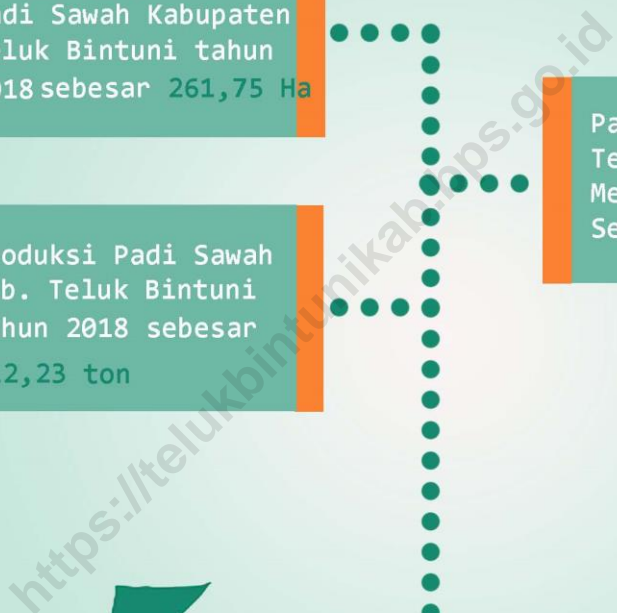 adi Sawah Kabupaten
luk Bintuni tahun
018 sebesar 261,75 Ha
oduksi Padi Sawah
b. Teluk Bintuni
hun 2018 sebesar
2,23 ton
Pa
Te
Me
Se
https://telukbintunikab.bps.go.id